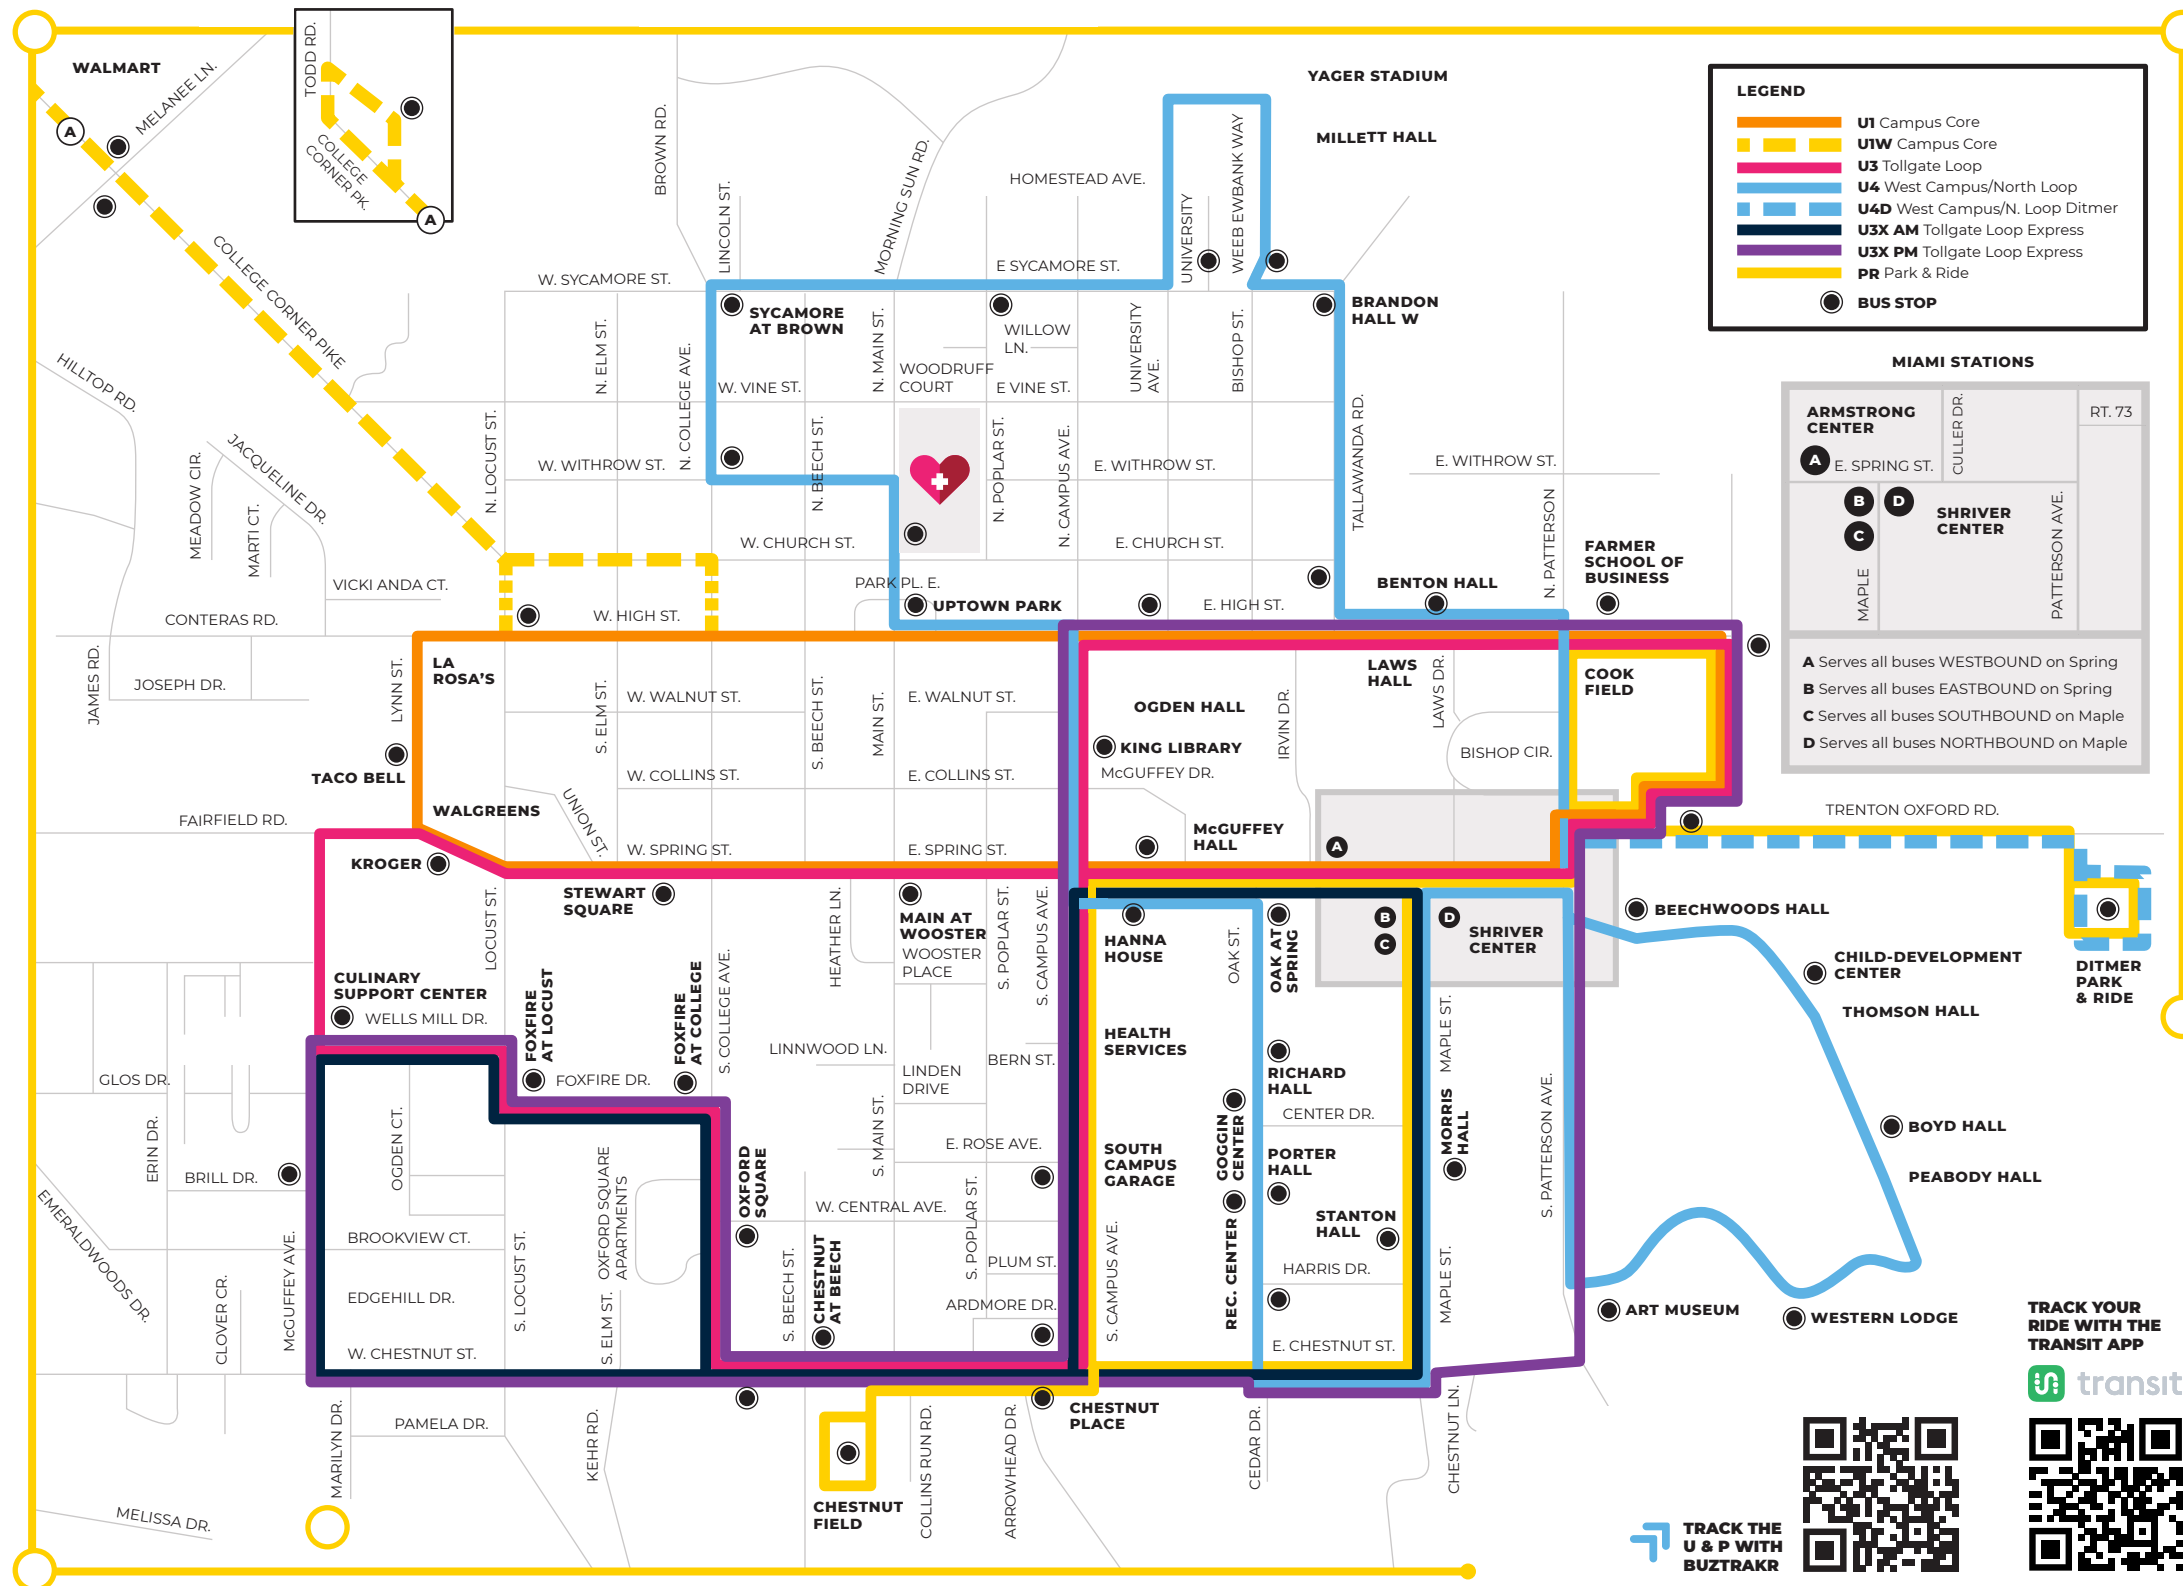 WALMART
MELANEE LN.
A
TODD RD.
COLLEGE
CORNER PK.
A
COLLEGE CORNER PIKE
BROWN RD.
LINCOLN ST.
MORNING SUN RD.
HOMESTEAD AVE.
UNIVERSITY
WEEB EWBANK WAY
YAGER STADIUM
MILLETT HALL
W. SYCAMORE ST.
E SYCAMORE ST.
SYCAMORE
AT BROWN
BRANDON
HALL W
WILLOW
LN.
WOODRUFF
COURT
N. ELM ST.
N. COLLEGE AVE.
N. MAIN ST.
UNIVERSITY
AVE.
BISHOP ST.
W. VINE ST.
E VINE ST.
HILLTOP RD.
JACQUELINE DR.
MEADOW CIR.
MARTI CT.
N. LOCUST ST.
N. BEECH ST.
N. POPLAR ST.
N. CAMPUS AVE.
TALLAWANDA RD.
W. WITHROW ST.
E. WITHROW ST.
E. WITHROW ST.
N. PATTERSON
W. CHURCH ST.
E. CHURCH ST.
VICKI ANDA CT.
CONTERAS RD.
W. HIGH ST.
PARK PL. E.
UPTOWN PARK
E. HIGH ST.
BENTON HALL
FARMER
SCHOOL OF
BUSINESS
LEGEND
U1 Campus Core
U1W Campus Core
U3 Tollgate Loop
U4 West Campus/North Loop
U4D West Campus/N. Loop Ditmer
U3X AM Tollgate Loop Express
U3X PM Tollgate Loop Express
PR Park & Ride
BUS STOP
MIAMI STATIONS
ARMSTRONG
CENTER
CULLER DR.
RT. 73
A
E. SPRING ST.
B
D
C
SHRIVER
CENTER
MAPLE
PATTERSON AVE.
A Serves all buses WESTBOUND on Spring
B Serves all buses EASTBOUND on Spring
C Serves all buses SOUTHBOUND on Maple
D Serves all buses NORTHBOUND on Maple
JAMES RD.
JOSEPH DR.
LYNN ST.
LA
ROSA'S
TACO BELL
WALGREENS
W. WALNUT ST.
E. WALNUT ST.
S. ELM ST.
S. BEECH ST.
MAIN ST.
W. COLLINS ST.
E. COLLINS ST.
UNION ST.
OGDEN HALL
KING LIBRARY
McGUFFEY DR.
IRVIN DR.
LAWS
HALL
LAWS DR.
BISHOP CIR.
COOK
FIELD
FAIRFIELD RD.
KROGER
W. SPRING ST.
E. SPRING ST.
McGUFFEY
HALL
A
TRENTON OXFORD RD.
STEWART
SQUARE
LOCUST ST.
HEATHER LN.
MAIN AT
WOOSTER
WOOSTER
PLACE
S. POPLAR ST.
S. CAMPUS AVE.
HANNA
HOUSE
OAK ST.
OAK AT
SPRING
B
C
D
SHRIVER
CENTER
BEECHWOODS HALL
CHILD-DEVELOPMENT
CENTER
THOMSON HALL
DITMER
PARK
& RIDE
CULINARY
SUPPORT CENTER
WELLS MILL DR.
FOXFIRE
AT LOCUST
FOXFIRE DR.
FOXFIRE
AT COLLEGE
S. COLLEGE AVE.
LINNWOOD LN.
LINDEN
DRIVE
BERN ST.
HEALTH
SERVICES
RICHARD
HALL
CENTER DR.
MAPLE ST.
GLOS DR.
ERIN DR.
OGDEN CT.
S. MAIN ST.
E. ROSE AVE.
SOUTH
CAMPUS
GARAGE
GOGGIN
CENTER
PORTER
HALL
MORRIS
HALL
S. PATTERSON AVE.
BOYD HALL
PEABODY HALL
BRILL DR.
EMERALDWOODS DR.
McGUFFEY AVE.
CLOVER CR.
BROOKVIEW CT.
EDGEHILL DR.
W. CHESTNUT ST.
S. LOCUST ST.
S. ELM ST.
OXFORD SQUARE
APARTMENTS
OXFORD
SQUARE
W. CENTRAL AVE.
S. BEECH ST.
CHESTNUT
AT BEECH
S. POPLAR ST.
PLUM ST.
ARDMORE DR.
S. CAMPUS AVE.
REC. CENTER
STANTON
HALL
HARRIS DR.
E. CHESTNUT ST.
MAPLE ST.
ART MUSEUM
WESTERN LODGE
MARILYN DR.
PAMELA DR.
MELISSA DR.
KEHR RD.
CHESTNUT
FIELD
COLLINS RUN RD.
ARROWHEAD DR.
CHESTNUT
PLACE
CEDAR DR.
CHESTNUT LN.
TRACK YOUR
RIDE WITH THE
TRANSIT APP
transit
TRACK THE
U & P WITH
BUZTRAKR